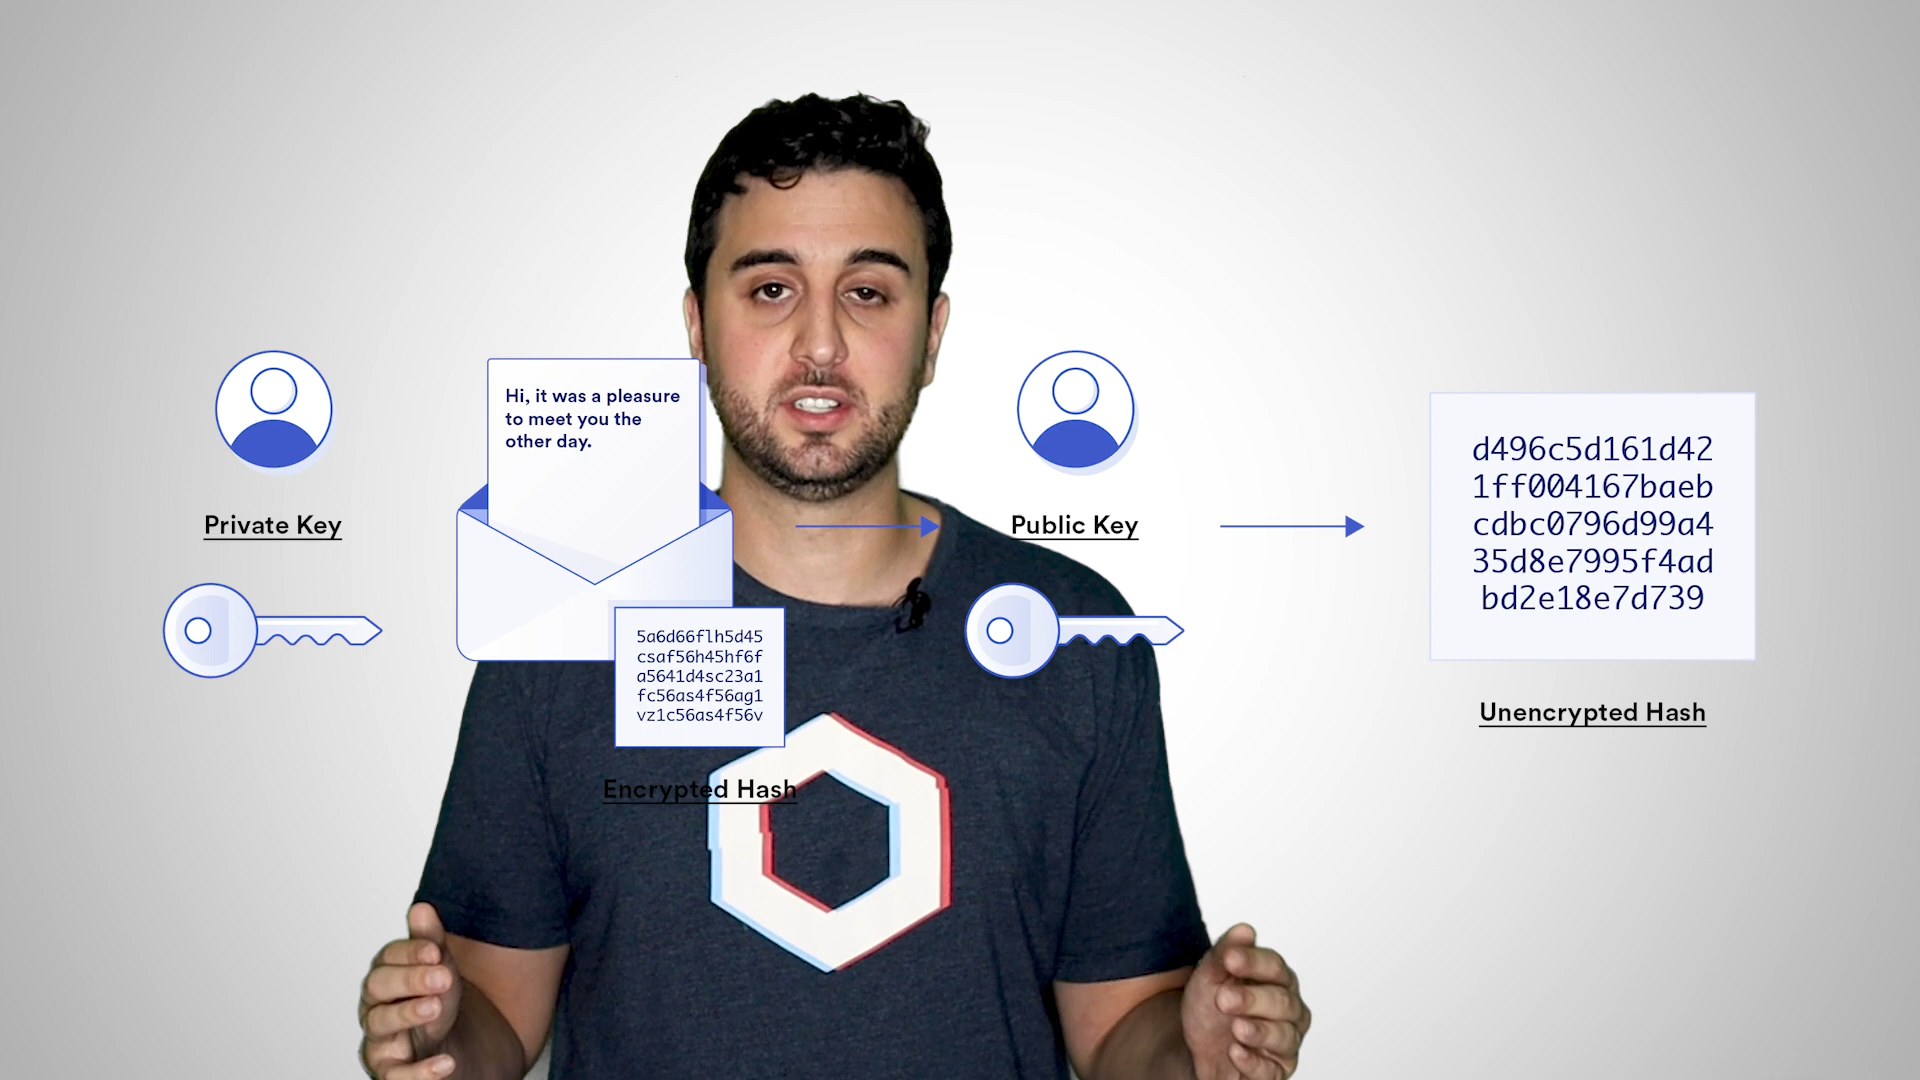 Private Key
Hi, it was a pleasure
to meet you the
other day.
5a6d66flh5d45
csaf56h45hf6f
a5641d4sc23a1
fc56as4f56ag1
vz1c56as4f56v
Encrypted Hash
Public Key
d496c5d161d42
1ff004167baeb
cdbc0796d99a4
35d8e7995f4ad
bd2e18e7d739
Unencrypted Hash